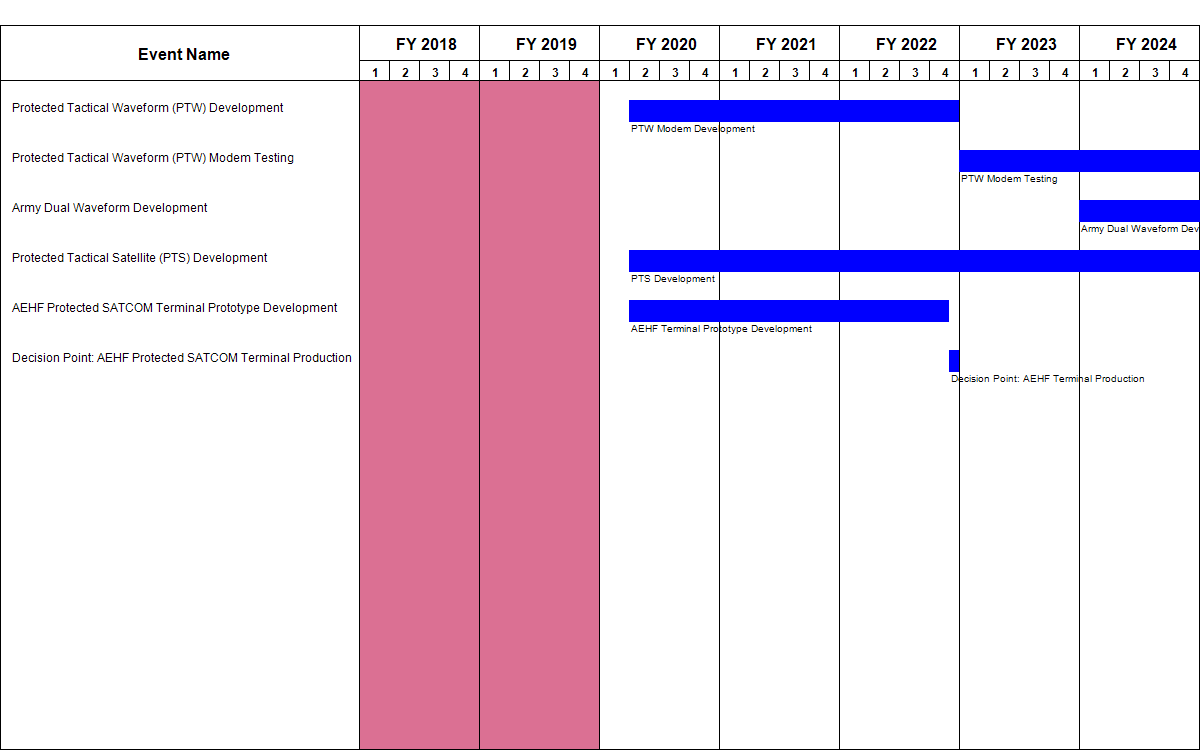 Event Name
FY 2018 FY 2019 FY 2020 FY 2021 FY 2022 FY 2023 FY 2024
1 2 3 4 1 2 3 4 1 2 3 4 1 2 3 4 1 2 3 4 1 2 3 4 1 2 3 4
Protected Tactical Waveform (PTW) Development
PTW Modem Development
Protected Tactical Waveform (PTW) Modem Testing
PTW Modem Testing
Army Dual Waveform Development
Army Dual Waveform Dev
Protected Tactical Satellite (PTS) Development
PTS Development
AEHF Protected SATCOM Terminal Prototype Development
AEHF Terminal Prototype Development
Decision Point: AEHF Protected SATCOM Terminal Production
Decision Point: AEHF Terminal Production